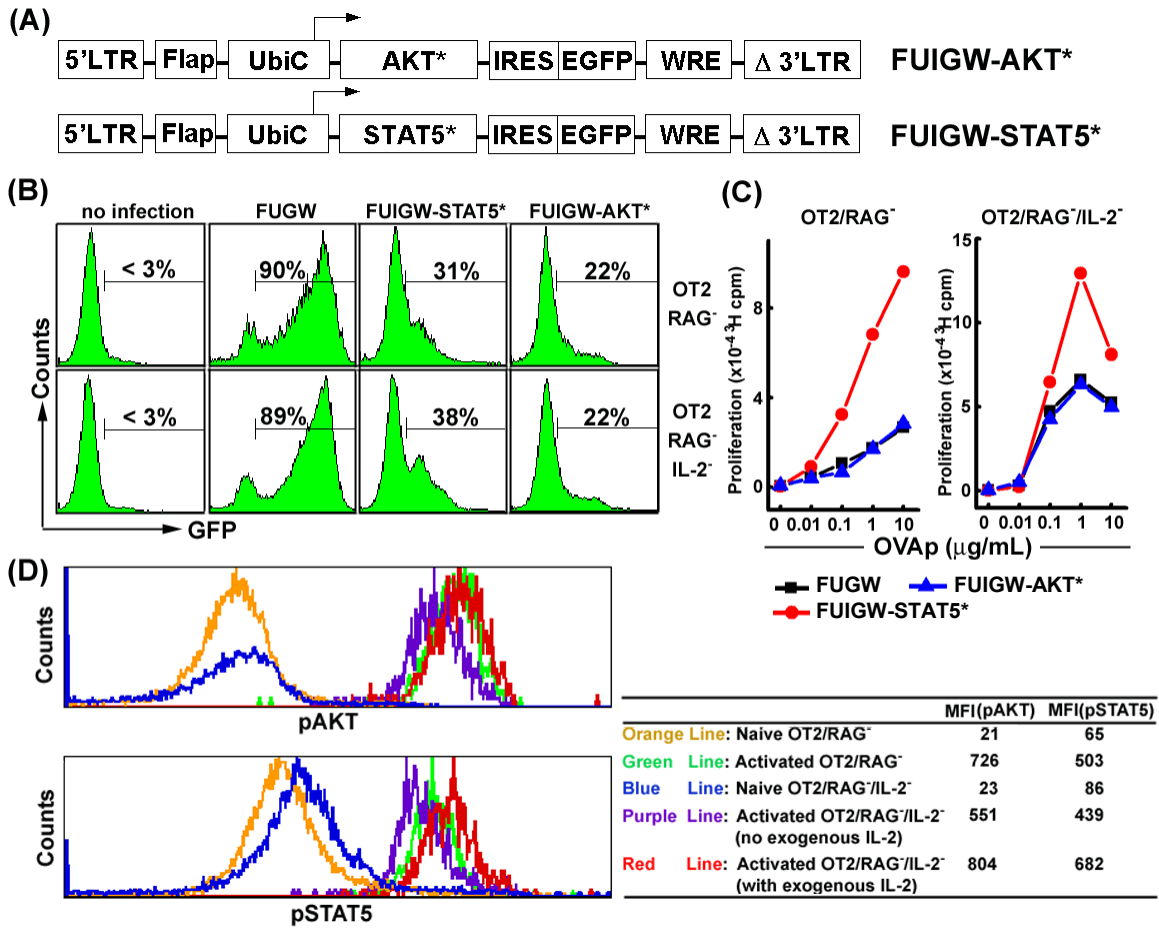 (A)
5'LTR Flap UbiC AKT* IRES EGFP WRE Δ 3'LTR FUIGW-AKT*
5'LTR Flap UbiC STAT5* IRES EGFP WRE Δ 3'LTR FUIGW-STAT5*
(B)
no infection FUGW FUIGW-STAT5* FUIGW-AKT*
< 3% 90% 31% 22%
OT2
RAG⁻
< 3% 89% 38% 22%
OT2
RAG⁻
IL-2⁻
Counts
GFP
(C)
OT2/RAG⁻ OT2/RAG⁻/IL-2⁻
Proliferation (x10⁻⁴ ³H cpm)
8
4
0
0 0.01 0.1 1 10
Proliferation (x10⁻⁴ ³H cpm)
15
10
5
0
0 0.01 0.1 1 10
OVAp (µg/mL)
FUGW FUIGW-AKT*
FUIGW-STAT5*
(D)
Counts
pAKT
Counts
pSTAT5
MFI(pAKT) MFI(pSTAT5)
Orange Line: Naive OT2/RAG⁻ 21 65
Green Line: Activated OT2/RAG⁻ 726 503
Blue Line: Naive OT2/RAG⁻/IL-2⁻ 23 86
Purple Line: Activated OT2/RAG⁻/IL-2⁻ 551 439
(no exogenous IL-2)
Red Line: Activated OT2/RAG⁻/IL-2⁻ 804 682
(with exogenous IL-2)